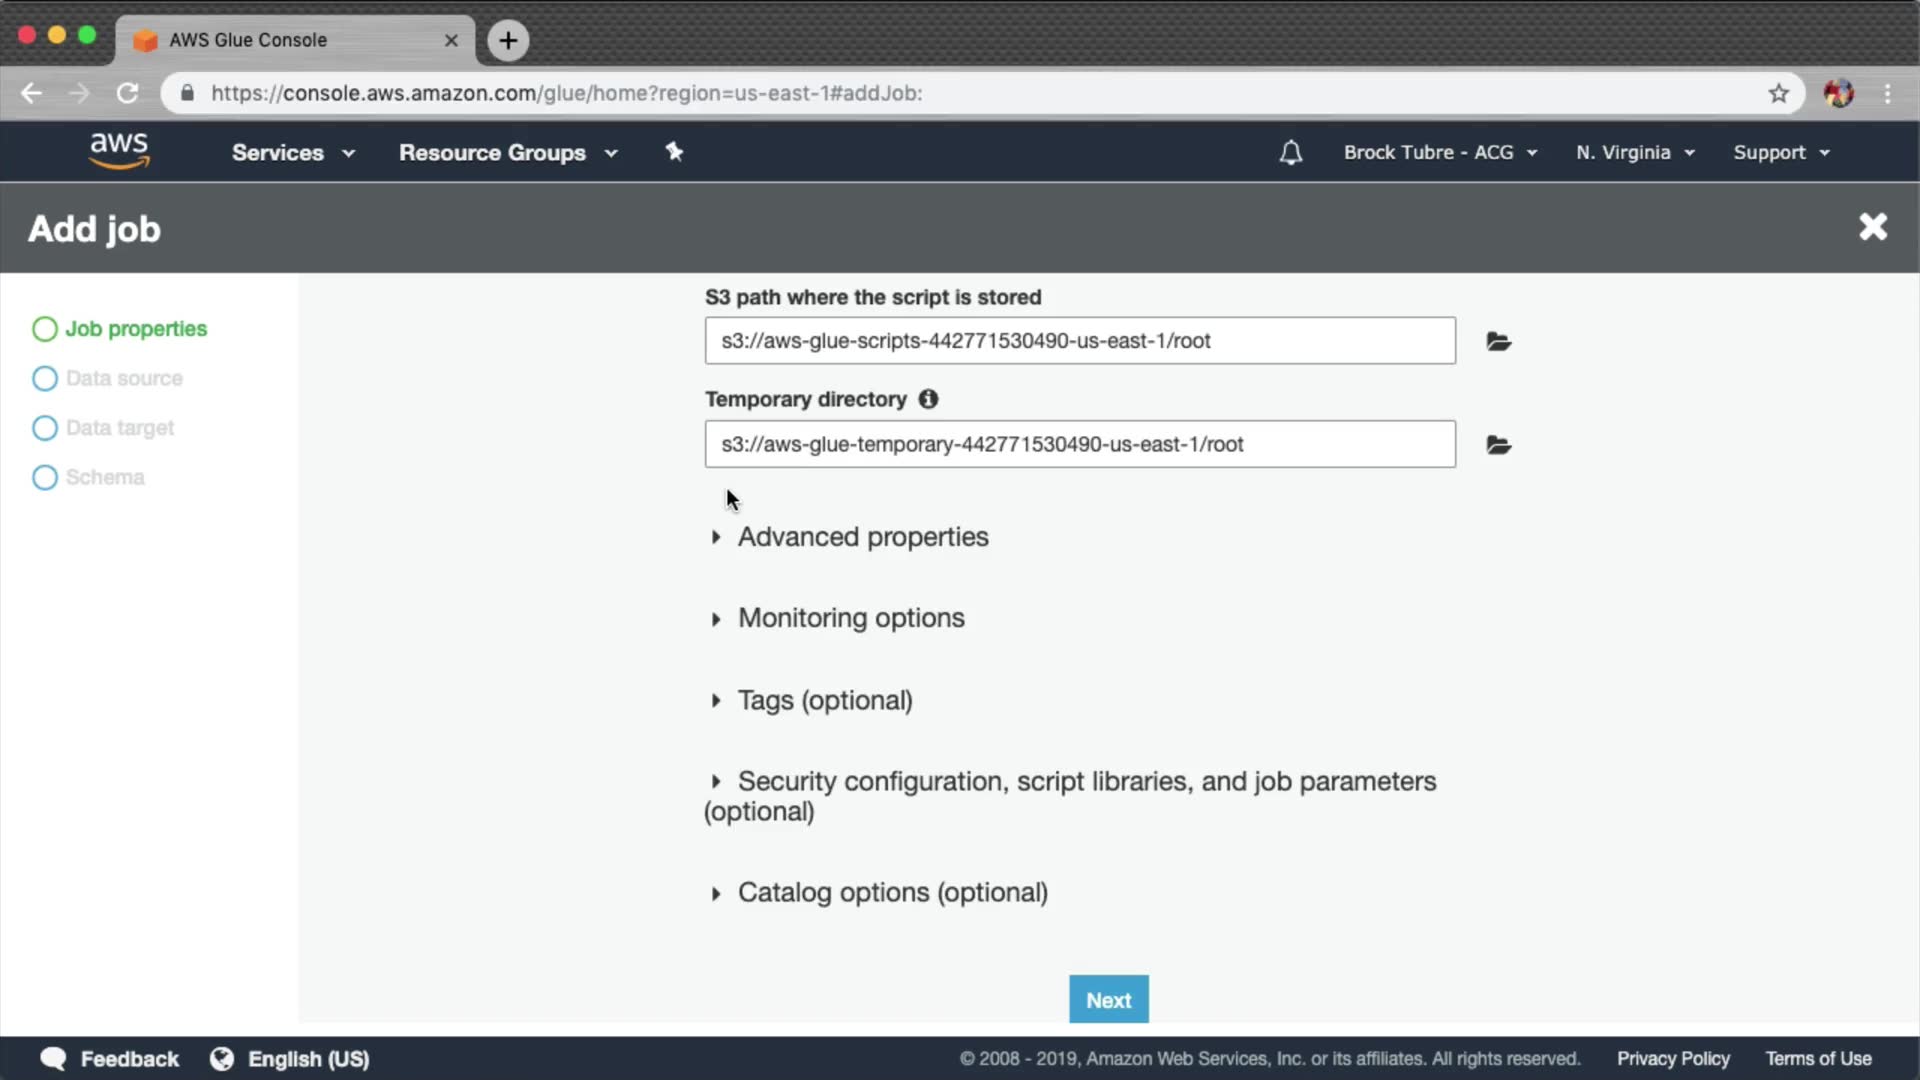 AWS Glue Console
https://console.aws.amazon.com/glue/home?region=us-east-1#addJob:
aws Services Resource Groups Brock Tubre - ACG N. Virginia Support
Add job
Job properties
Data source
Data target
Schema
S3 path where the script is stored
s3://aws-glue-scripts-442771530490-us-east-1/root
Temporary directory
s3://aws-glue-temporary-442771530490-us-east-1/root
Advanced properties
Monitoring options
Tags (optional)
Security configuration, script libraries, and job parameters
(optional)
Catalog options (optional)
Next
Feedback English (US) © 2008 - 2019, Amazon Web Services, Inc. or its affiliates. All rights reserved. Privacy Policy Terms of Use